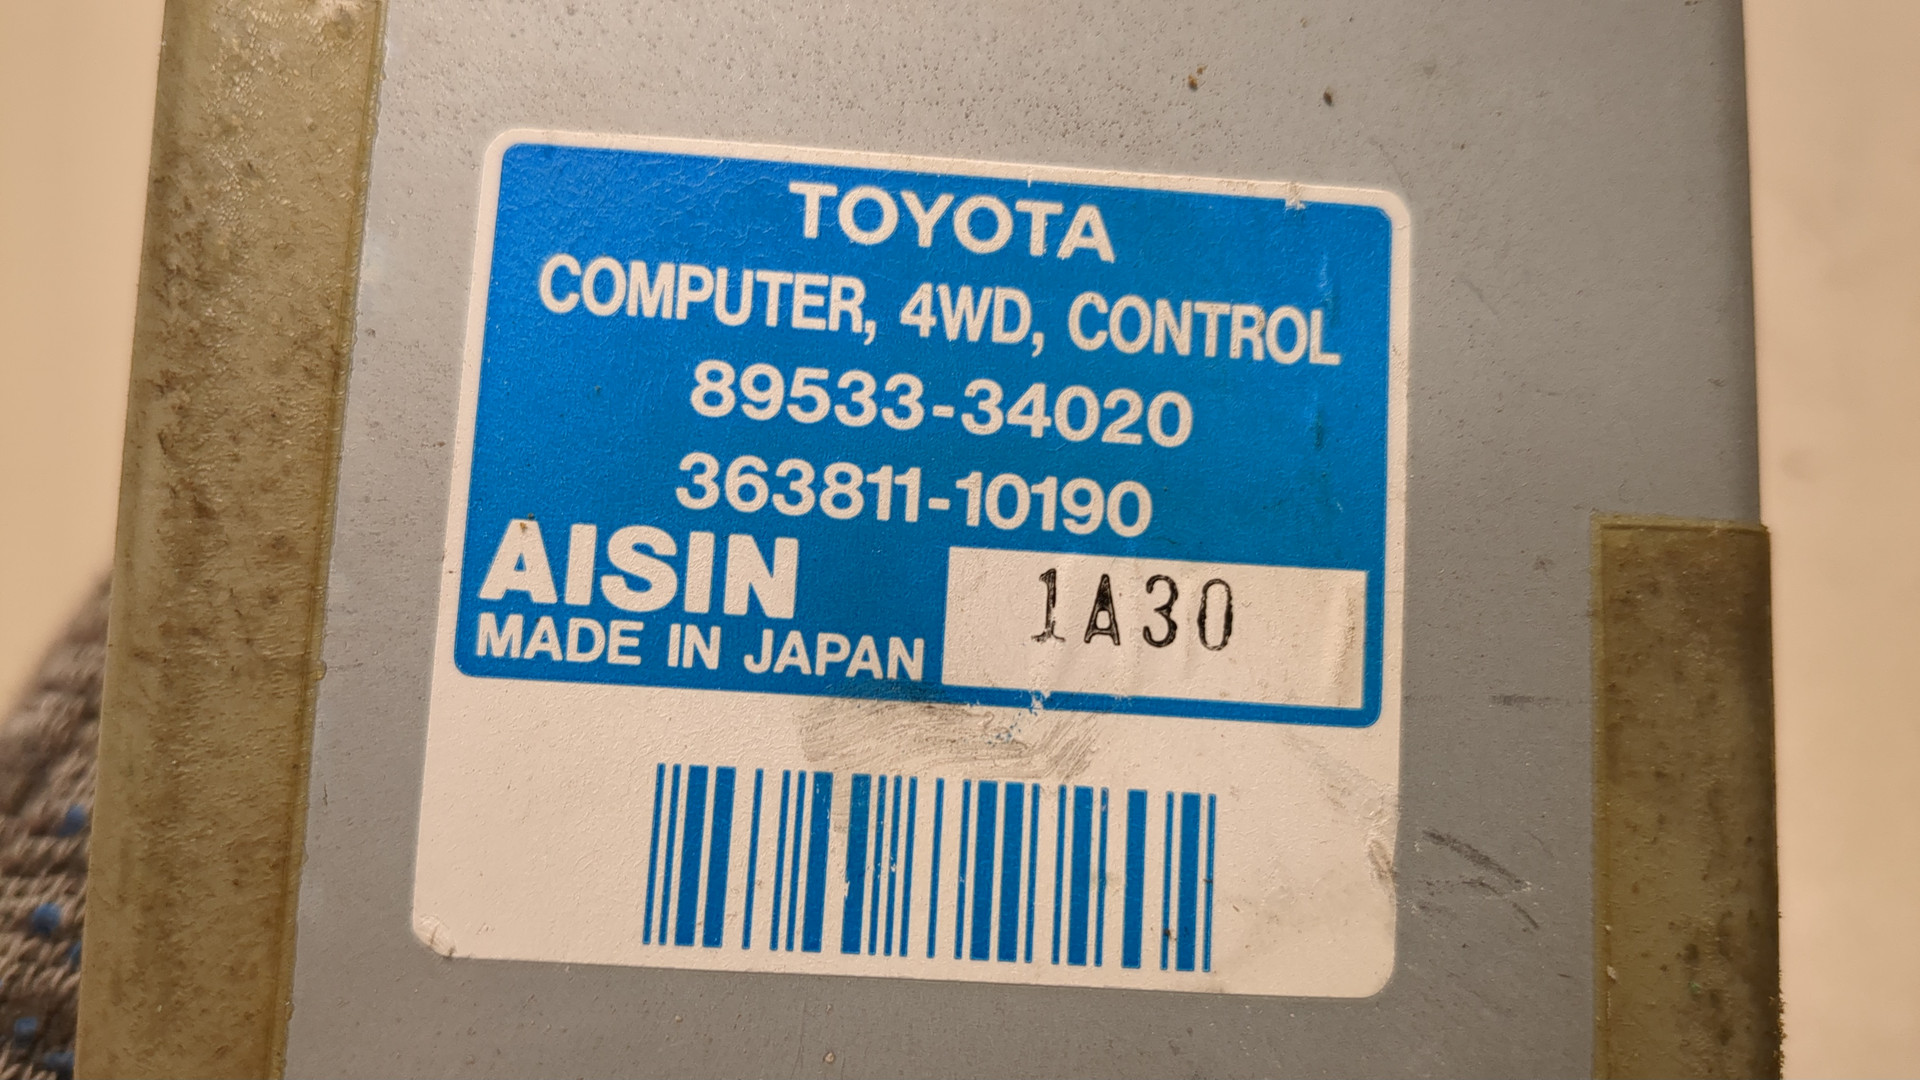 TOYOTA
COMPUTER, 4WD, CONTROL
89533-34020
363811-10190
AISIN
MADE IN JAPAN
1A30